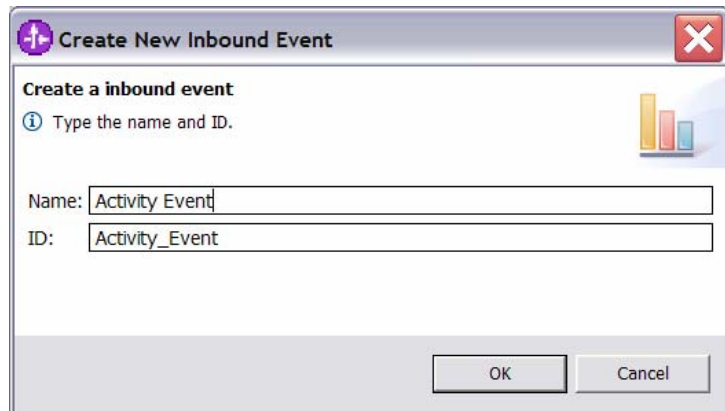 Create New Inbound Event
Create a inbound event
Type the name and ID.
Name: Activity Event
ID: Activity_Event
OK Cancel